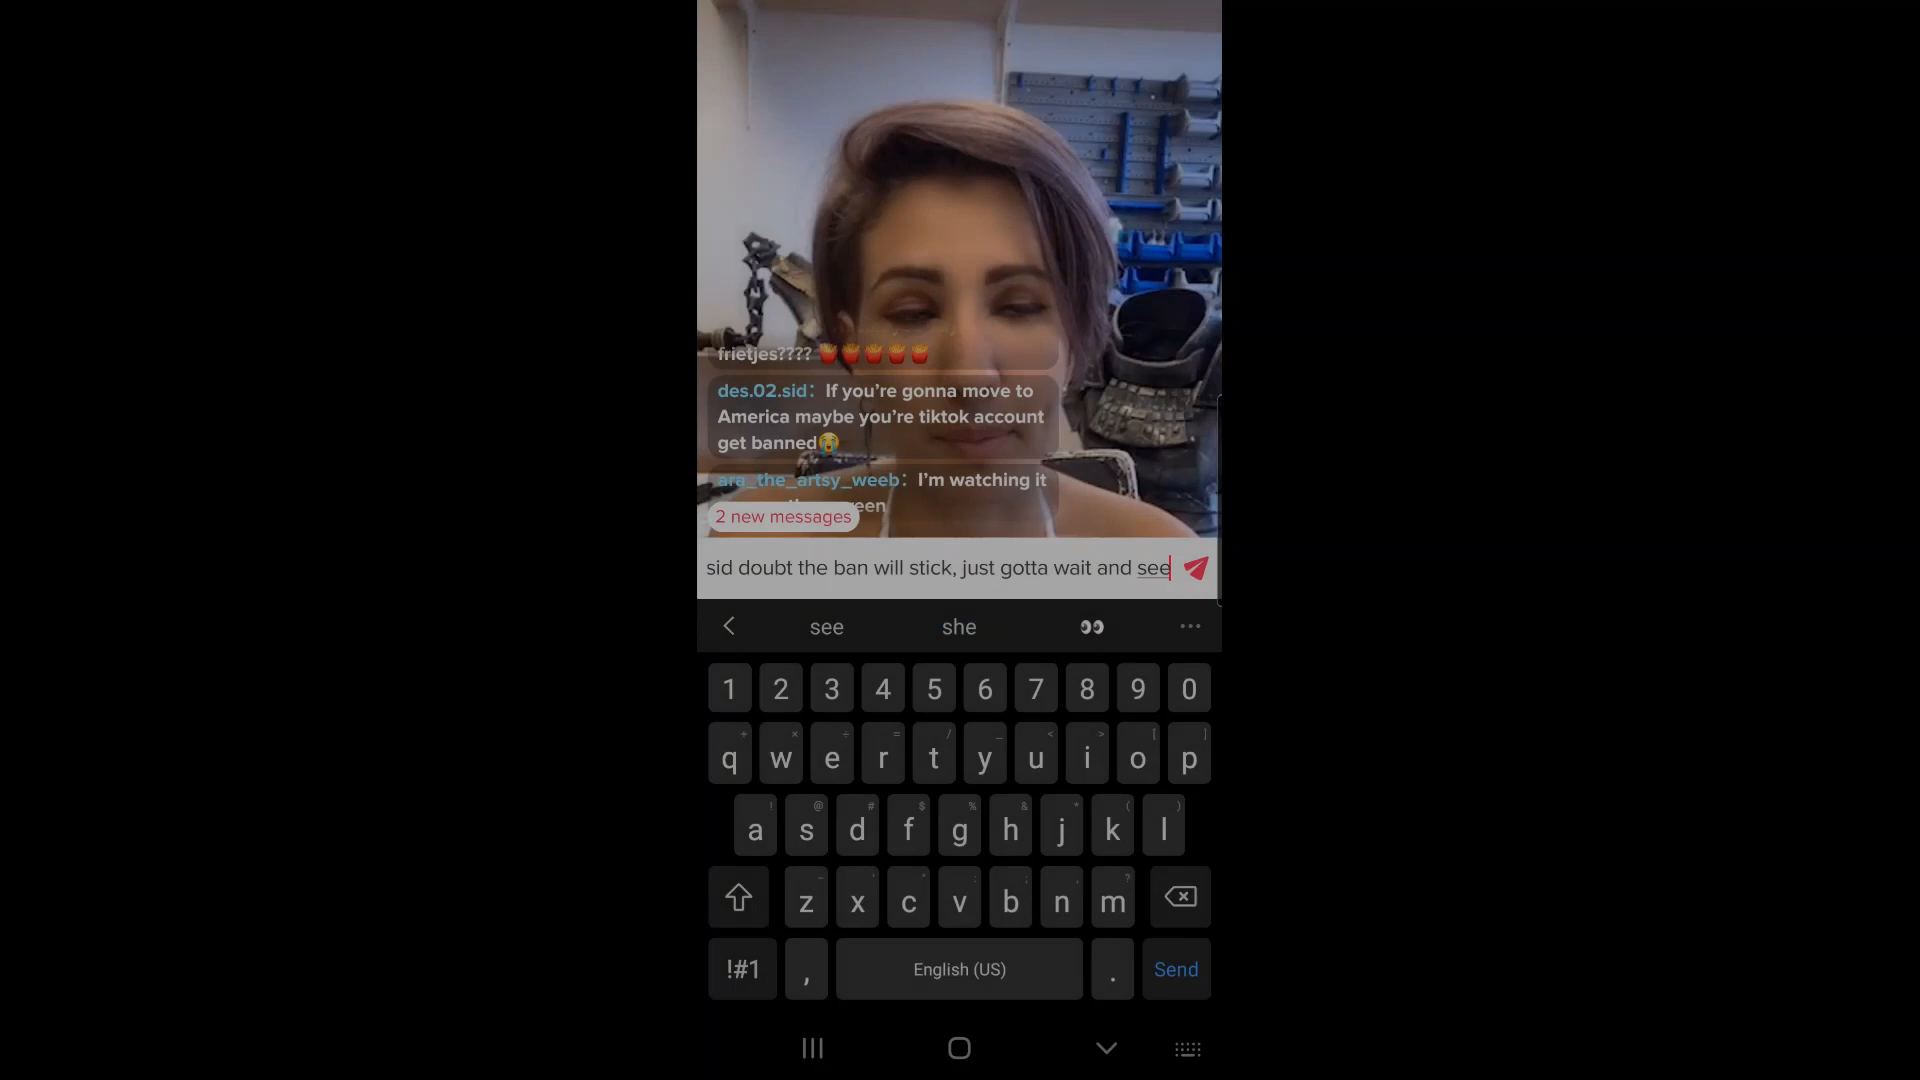 frietjes???? 🍟🍟🍟🍟🍟
des.02.sid: If you’re gonna move to
America maybe you’re tiktok account
get banned😭
ara_the_artsy_weeb: I’m watching it
2 new messages
sid doubt the ban will stick, just gotta wait and see
see she 👀
1 2 3 4 5 6 7 8 9 0
q w e r t y u i o p
a s d f g h j k l
z x c v b n m
!#1 , English (US) . Send